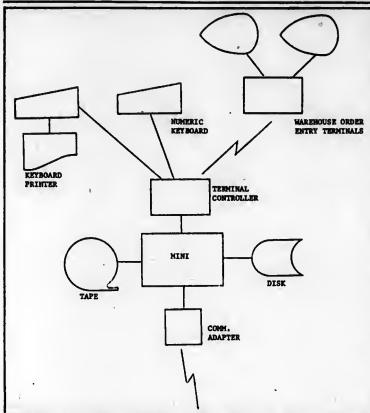 NUMERIC
KEYBOARD
WAREHOUSE ORDER
ENTRY TERMINALS
KEYBOARD
PRINTER
TERMINAL
CONTROLLER
MINI
TAPE
DISK
COMM.
ADAPTER